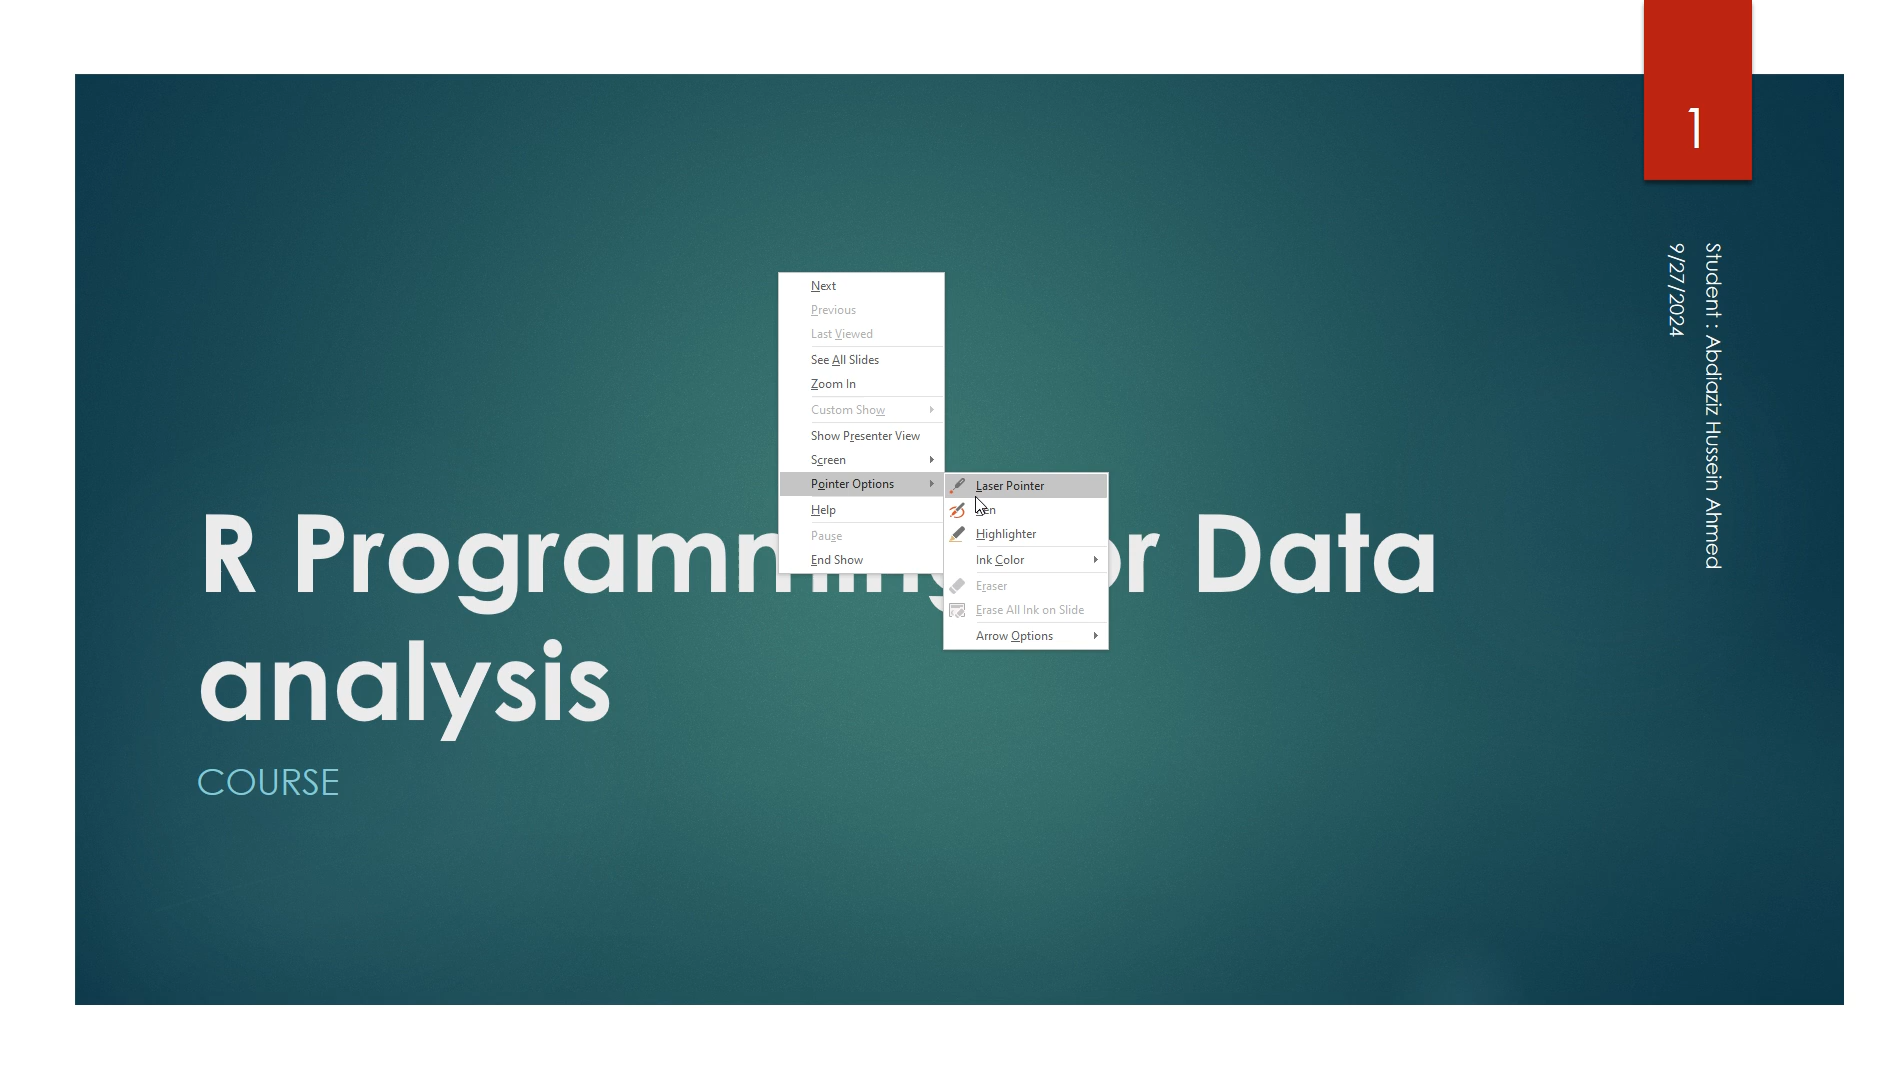 1
Student : Abdiaziz Hussein Ahmed
9/27/2024
Next
Previous
Last Viewed
See All Slides
Zoom In
Custom Show
Show Presenter View
Screen
Pointer Options
Help
Pause
End Show
Laser Pointer
Highlighter
Ink Color
Eraser
Erase All Ink on Slide
Arrow Options
R Data
analysis
COURSE